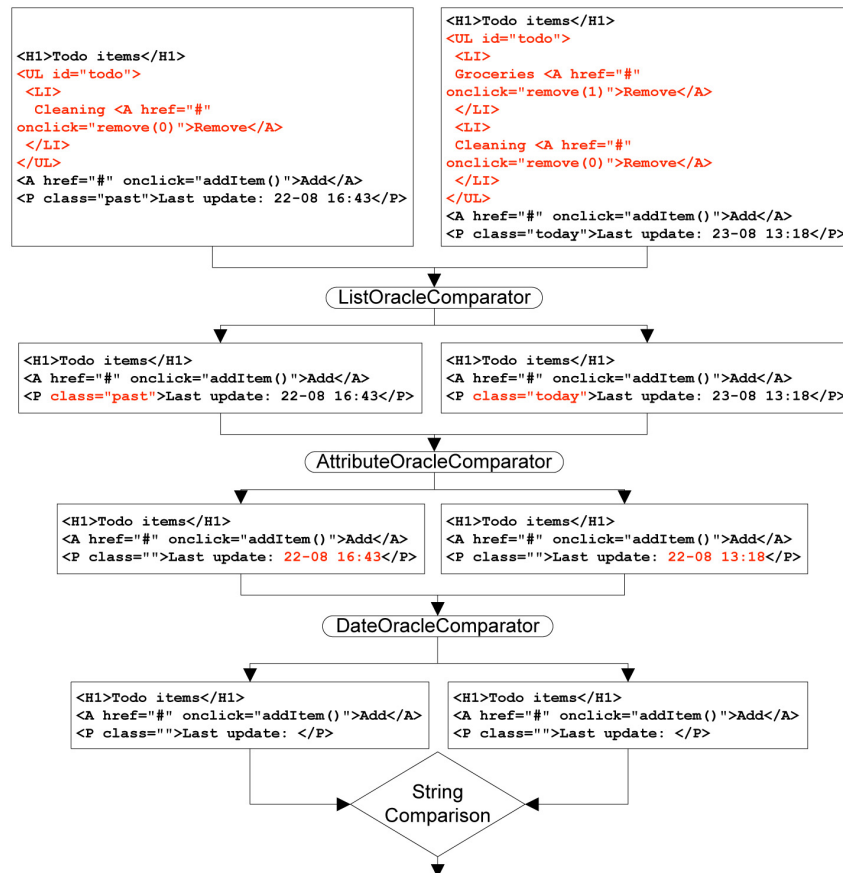 <H1>Todo items</H1>
<UL id="todo">
<LI>
Cleaning <A href="#"
onclick="remove(0)">Remove</A>
</LI>
</UL>
<A href="#" onclick="addItem()">Add</A>
<P class="past">Last update: 22-08 16:43</P>
<H1>Todo items</H1>
<UL id="todo">
<LI>
Groceries <A href="#"
onclick="remove(1)">Remove</A>
</LI>
<LI>
Cleaning <A href="#"
onclick="remove(0)">Remove</A>
</LI>
</UL>
<A href="#" onclick="addItem()">Add</A>
<P class="today">Last update: 23-08 13:18</P>
ListOracleComparator
<H1>Todo items</H1>
<A href="#" onclick="addItem()">Add</A>
<P class="past">Last update: 22-08 16:43</P>
<H1>Todo items</H1>
<A href="#" onclick="addItem()">Add</A>
<P class="today">Last update: 23-08 13:18</P>
AttributeOracleComparator
<H1>Todo items</H1>
<A href="#" onclick="addItem()">Add</A>
<P class="">Last update: 22-08 16:43</P>
<H1>Todo items</H1>
<A href="#" onclick="addItem()">Add</A>
<P class="">Last update: 22-08 13:18</P>
DateOracleComparator
<H1>Todo items</H1>
<A href="#" onclick="addItem()">Add</A>
<P class="">Last update: </P>
<H1>Todo items</H1>
<A href="#" onclick="addItem()">Add</A>
<P class="">Last update: </P>
String
Comparison